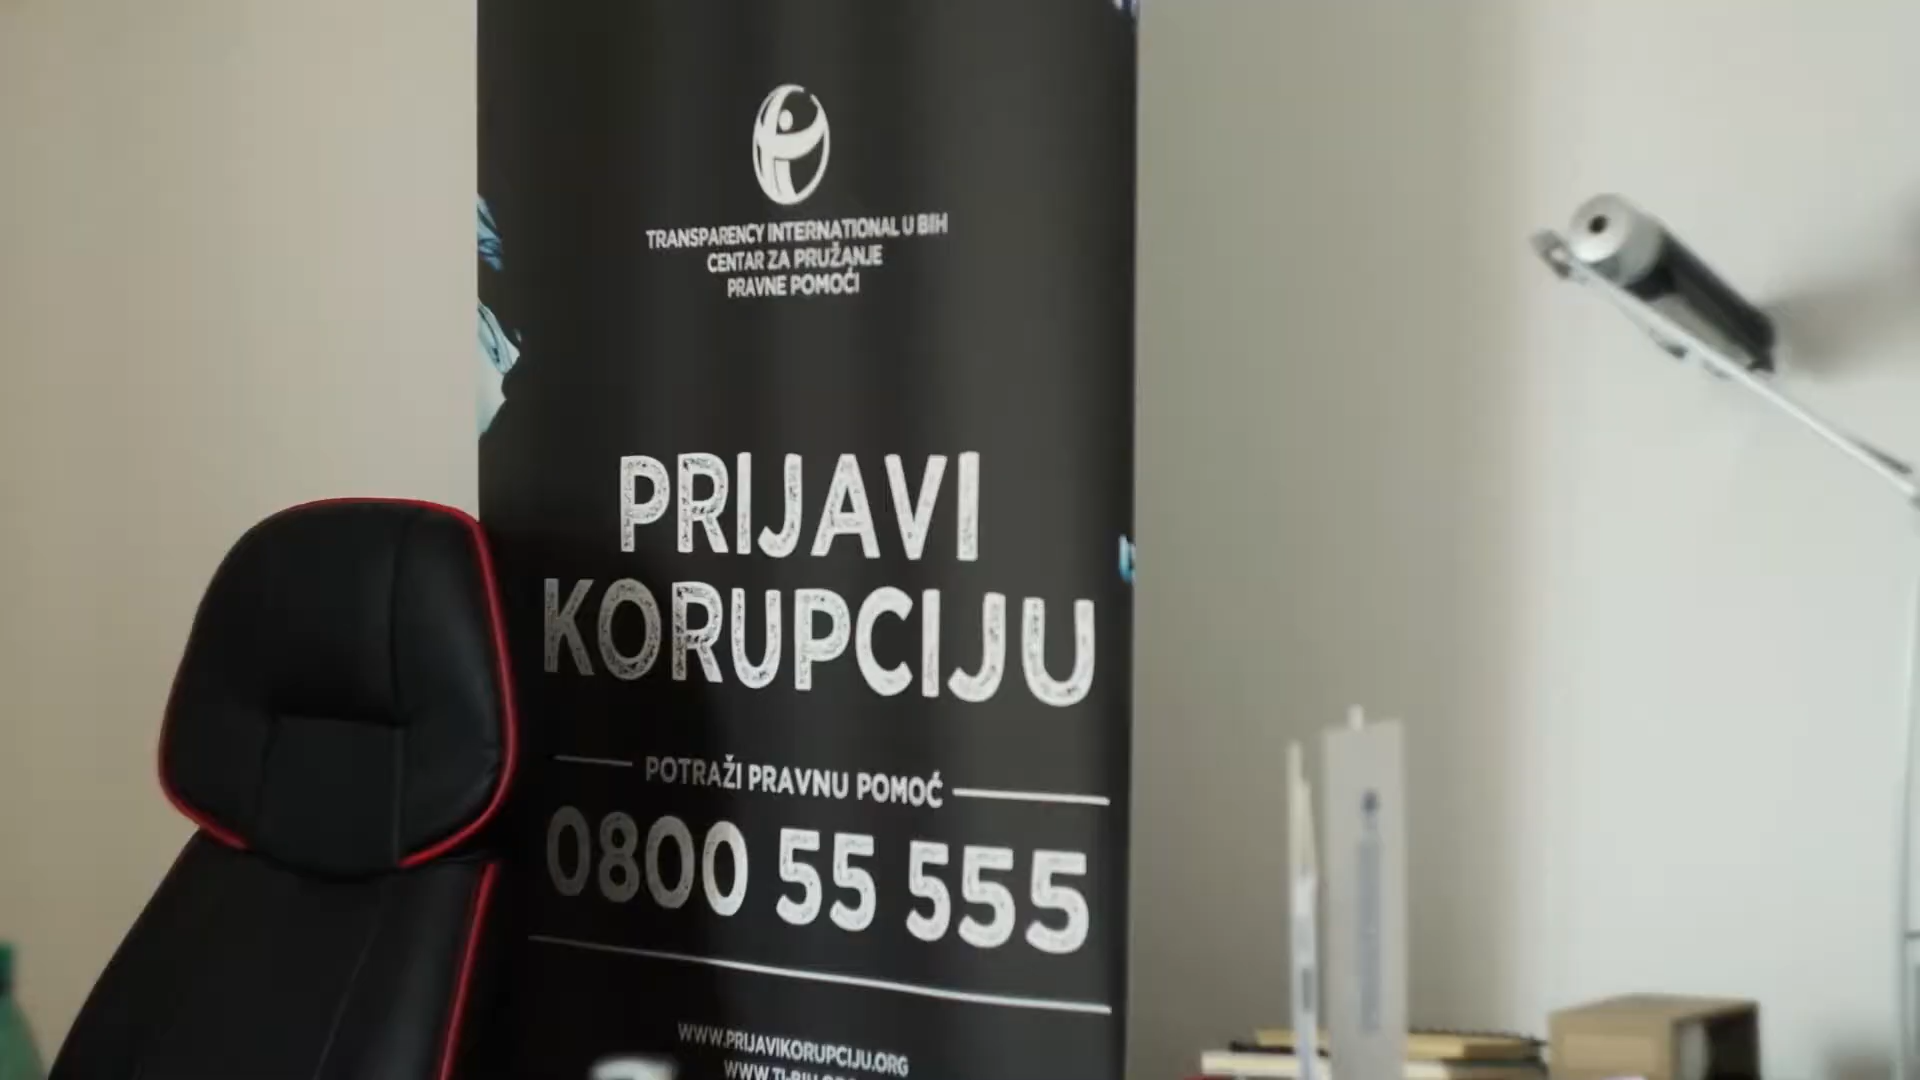 TRANSPARENCY INTERNATIONAL U BIH
CENTAR ZA PRUŽANJE
PRAVNE POMOĆI
PRIJAVI
KORUPCIJU
POTRAŽI PRAVNU POMOĆ
0800 55 555
WWW.PRIJAVIKORUPCIJU.ORG